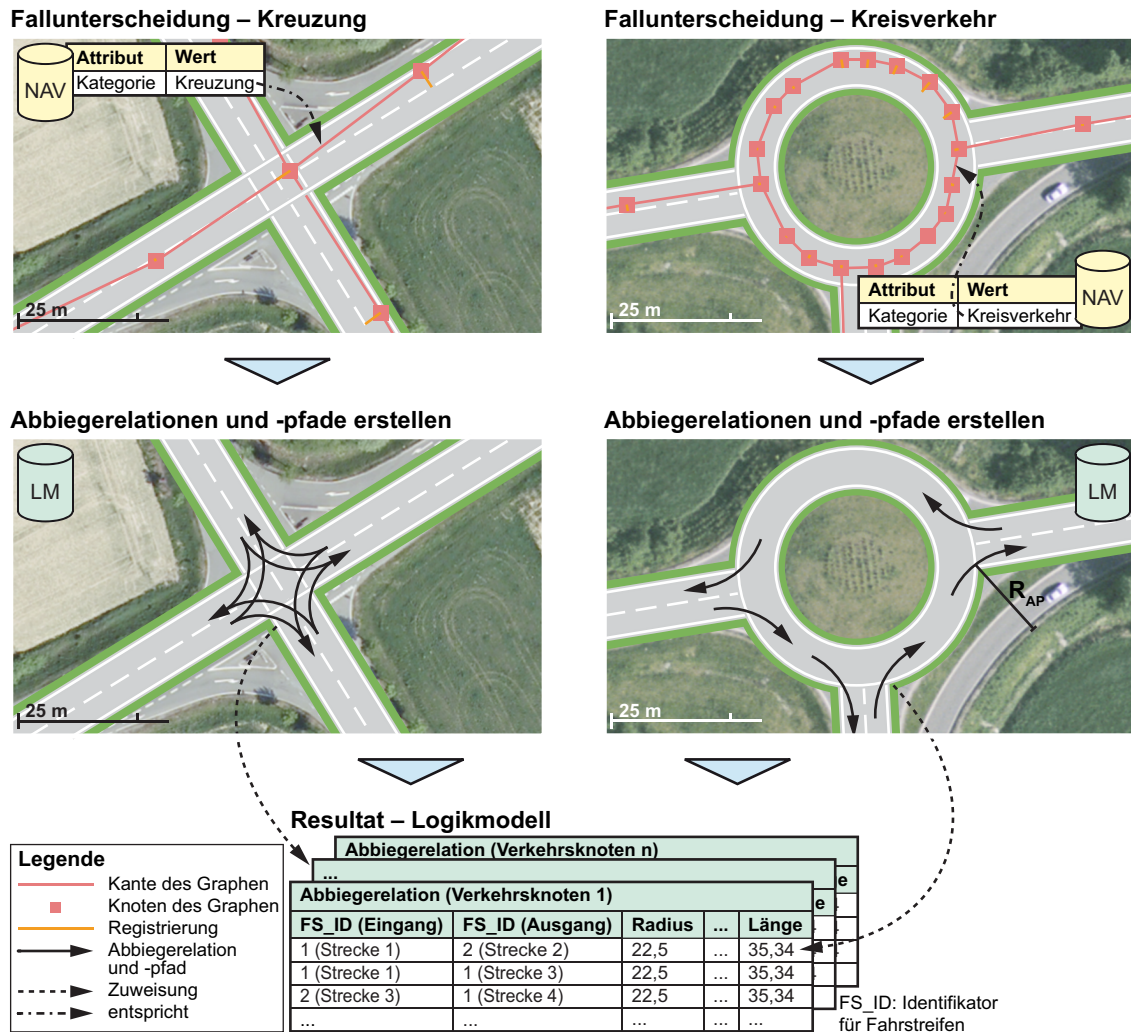 Fallunterscheidung – Kreuzung
Fallunterscheidung – Kreisverkehr
NAV
Attribut Wert
Kategorie Kreuzung
25 m
Attribut Wert
Kategorie Kreisverkehr
NAV
25 m
Abbiegerelationen und -pfade erstellen
Abbiegerelationen und -pfade erstellen
LM
25 m
LM
R_AP
25 m
Resultat – Logikmodell
Legende
Kante des Graphen
Knoten des Graphen
Registrierung
Abbiegerelation
und -pfad
Zuweisung
entspricht
Abbiegerelation (Verkehrsknoten n)
...
Abbiegerelation (Verkehrsknoten 1)
FS_ID (Eingang) FS_ID (Ausgang) Radius ... Länge
1 (Strecke 1) 2 (Strecke 2) 22,5 ... 35,34
1 (Strecke 1) 1 (Strecke 3) 22,5 ... 35,34
2 (Strecke 3) 1 (Strecke 4) 22,5 ... 35,34
... ... ... ... ...
FS_ID: Identifikator
für Fahrstreifen